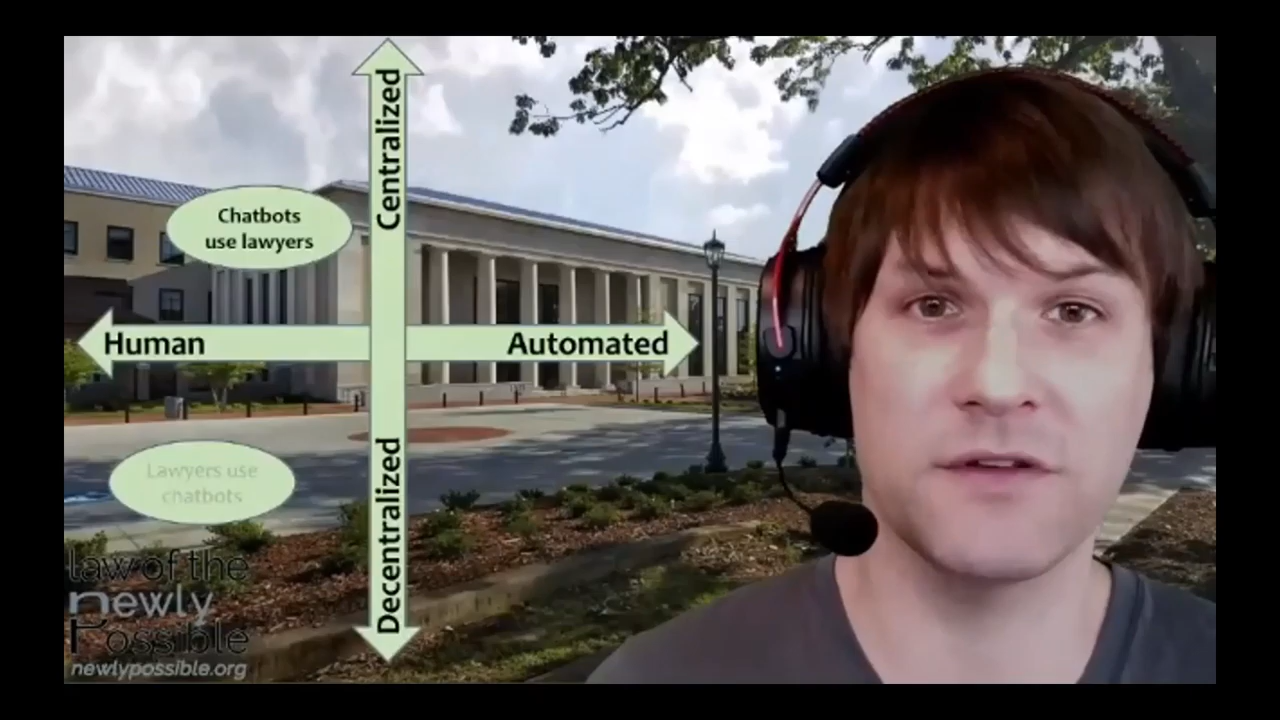 Centralized
Chatbots
use lawyers
Human
Automated
Decentralized
Lawyers use
chatbots
law of the
newly
Possible
newlypossible.org